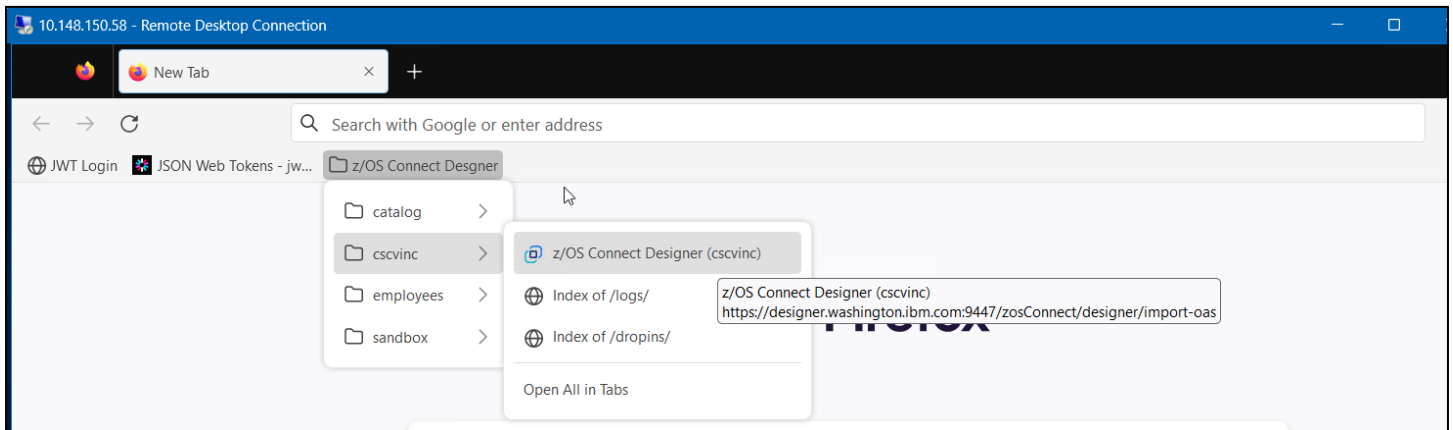 10.148.150.58 - Remote Desktop Connection
New Tab
Search with Google or enter address
JWT Login JSON Web Tokens - jw... z/OS Connect Desgner
catalog
cscvinc
employees
sandbox
z/OS Connect Designer (cscvinc)
Index of /logs/
Index of /dropins/
Open All in Tabs
z/OS Connect Designer (cscvinc)
https://designer.washington.ibm.com:9447/zosConnect/designer/import-oas
Firefox